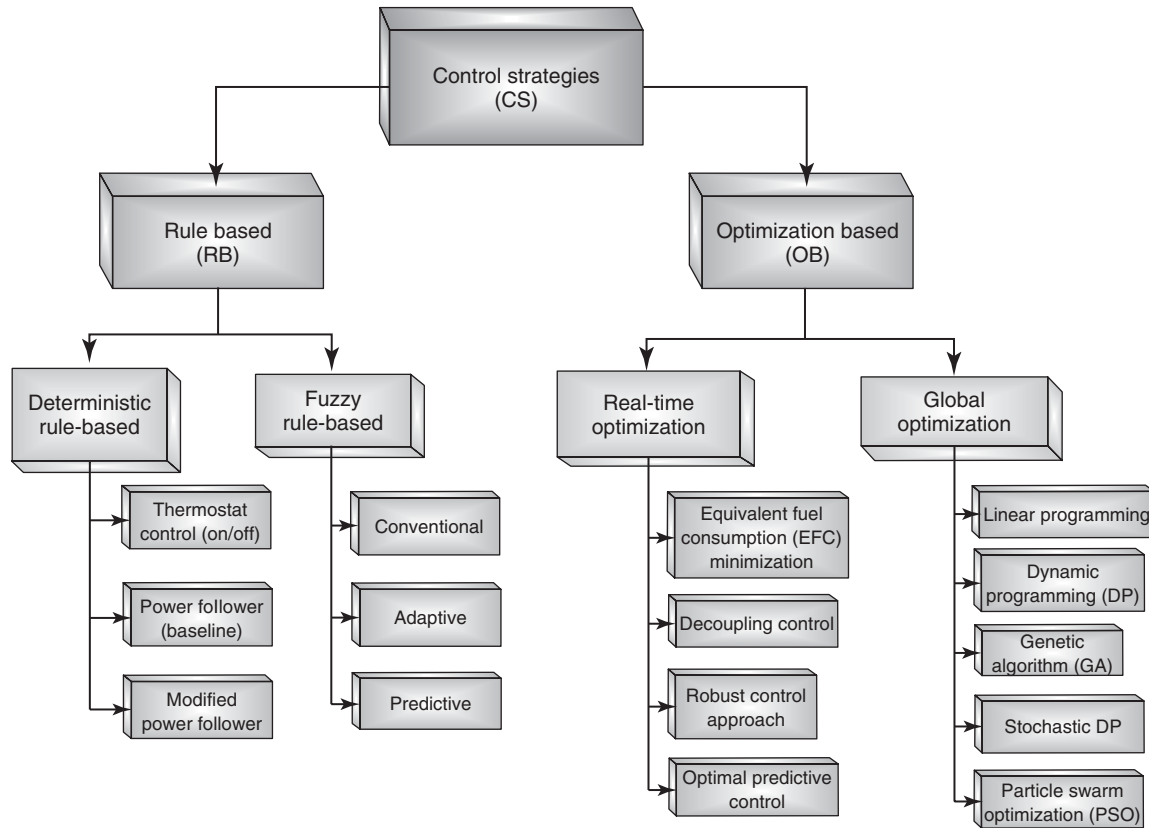 Control strategies
(CS)
Rule based
(RB)
Optimization based
(OB)
Deterministic
rule-based
Fuzzy
rule-based
Real-time
optimization
Global
optimization
Thermostat
control (on/off)
Power follower
(baseline)
Modified
power follower
Conventional
Adaptive
Predictive
Equivalent fuel
consumption (EFC)
minimization
Decoupling control
Robust control
approach
Optimal predictive
control
Linear programming
Dynamic
programming (DP)
Genetic
algorithm (GA)
Stochastic DP
Particle swarm
optimization (PSO)